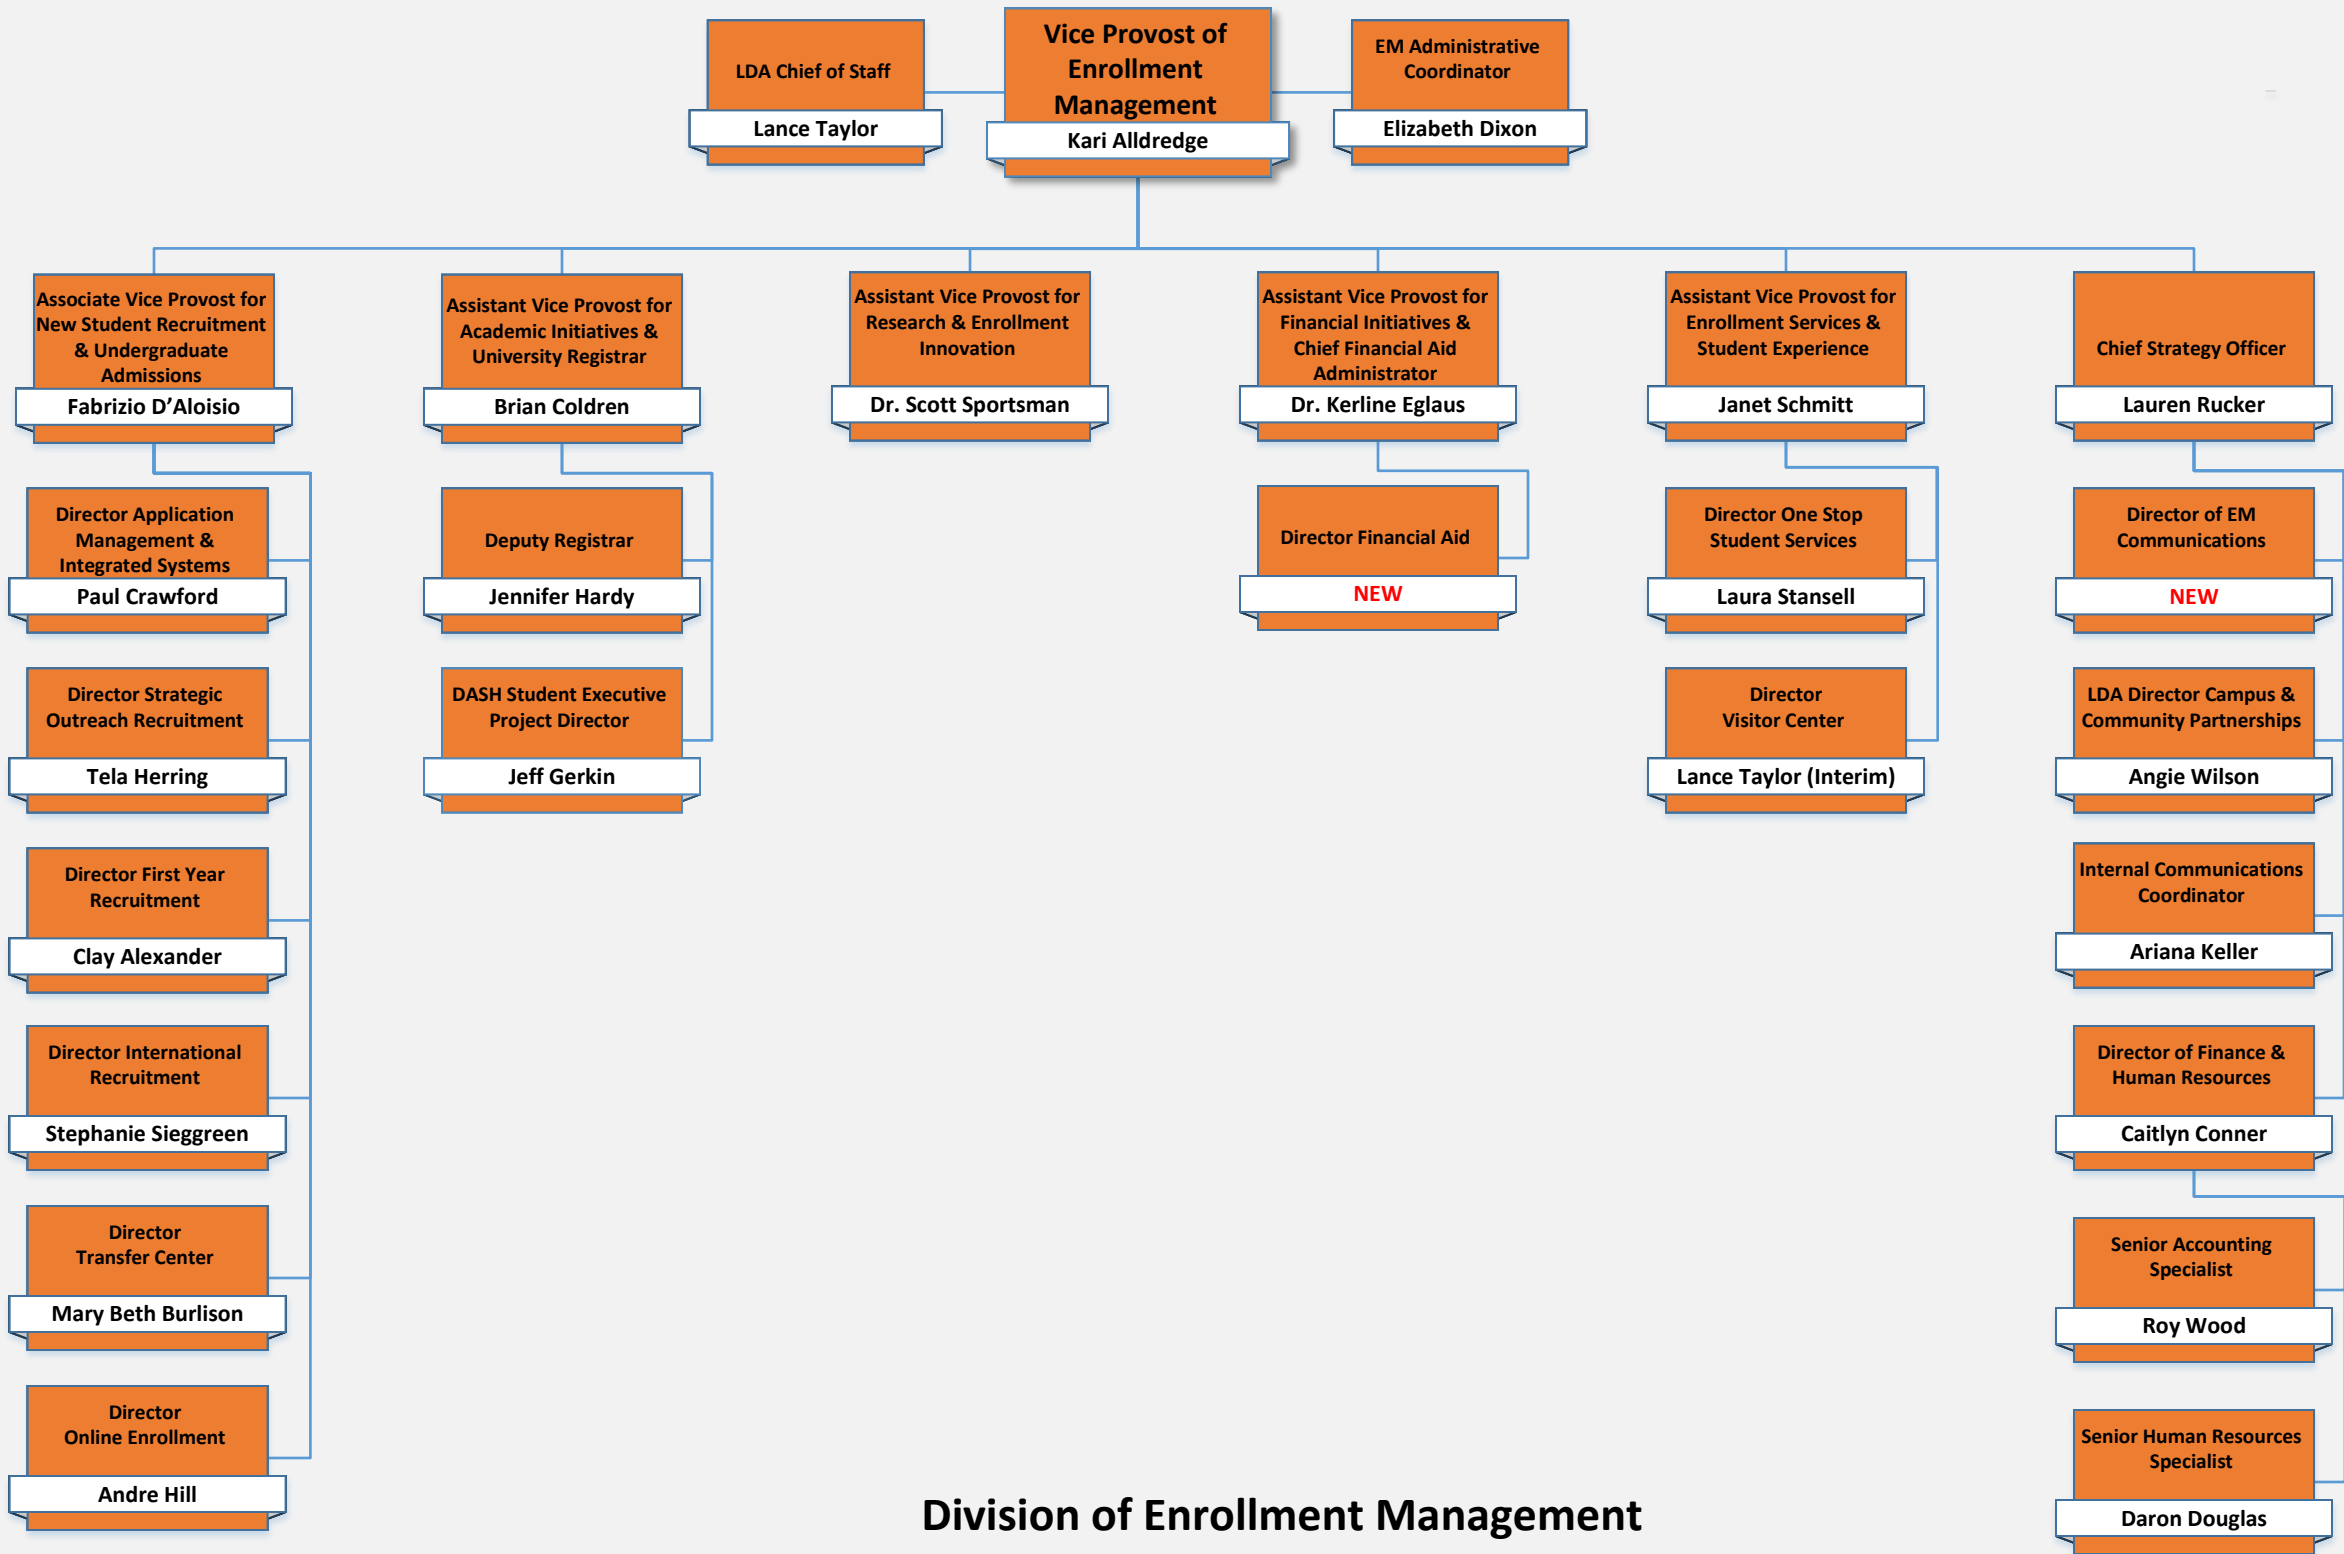 LDA Chief of Staff
Lance Taylor
Vice Provost of
Enrollment
Management
Kari Alldredge
EM Administrative
Coordinator
Elizabeth Dixon
Associate Vice Provost for
New Student Recruitment
& Undergraduate
Admissions
Fabrizio D’Aloisio
Assistant Vice Provost for
Academic Initiatives &
University Registrar
Brian Coldren
Assistant Vice Provost for
Research & Enrollment
Innovation
Dr. Scott Sportsman
Assistant Vice Provost for
Financial Initiatives &
Chief Financial Aid
Administrator
Dr. Kerline Eglaus
Assistant Vice Provost for
Enrollment Services &
Student Experience
Janet Schmitt
Chief Strategy Officer
Lauren Rucker
Director Application
Management &
Integrated Systems
Paul Crawford
Director Strategic
Outreach Recruitment
Tela Herring
Director First Year
Recruitment
Clay Alexander
Director International
Recruitment
Stephanie Sieggreen
Director
Transfer Center
Mary Beth Burlison
Director
Online Enrollment
Andre Hill
Deputy Registrar
Jennifer Hardy
DASH Student Executive
Project Director
Jeff Gerkin
Director Financial Aid
NEW
Director One Stop
Student Services
Laura Stansell
Director
Visitor Center
Lance Taylor (Interim)
Director of EM
Communications
NEW
LDA Director Campus &
Community Partnerships
Angie Wilson
Internal Communications
Coordinator
Ariana Keller
Director of Finance &
Human Resources
Caitlyn Conner
Senior Accounting
Specialist
Roy Wood
Senior Human Resources
Specialist
Daron Douglas
Division of Enrollment Management